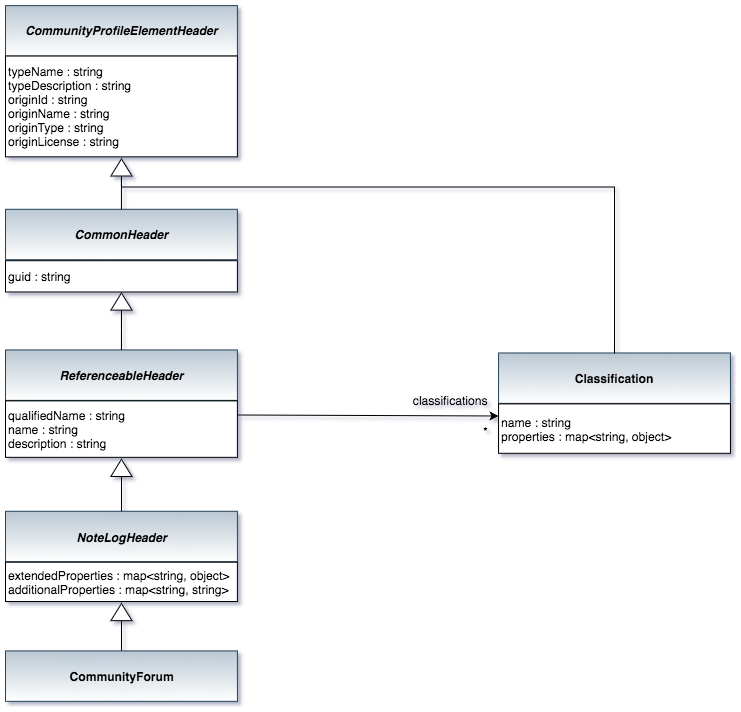 CommunityProfileElementHeader
typeName : string
typeDescription : string
originId : string
originName : string
originType : string
originLicense : string
CommonHeader
guid : string
ReferenceableHeader
qualifiedName : string
name : string
description : string
classifications
*
Classification
name : string
properties : map<string, object>
NoteLogHeader
extendedProperties : map<string, object>
additionalProperties : map<string, string>
CommunityForum